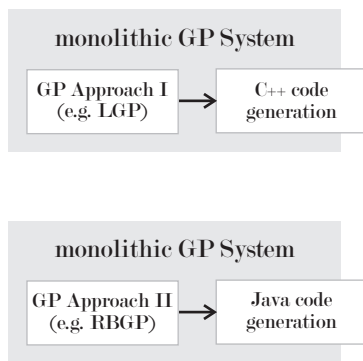 monolithic GP System
GP Approach I
(e.g. LGP)
C++ code
generation
monolithic GP System
GP Approach II
(e.g. RBGP)
Java code
generation